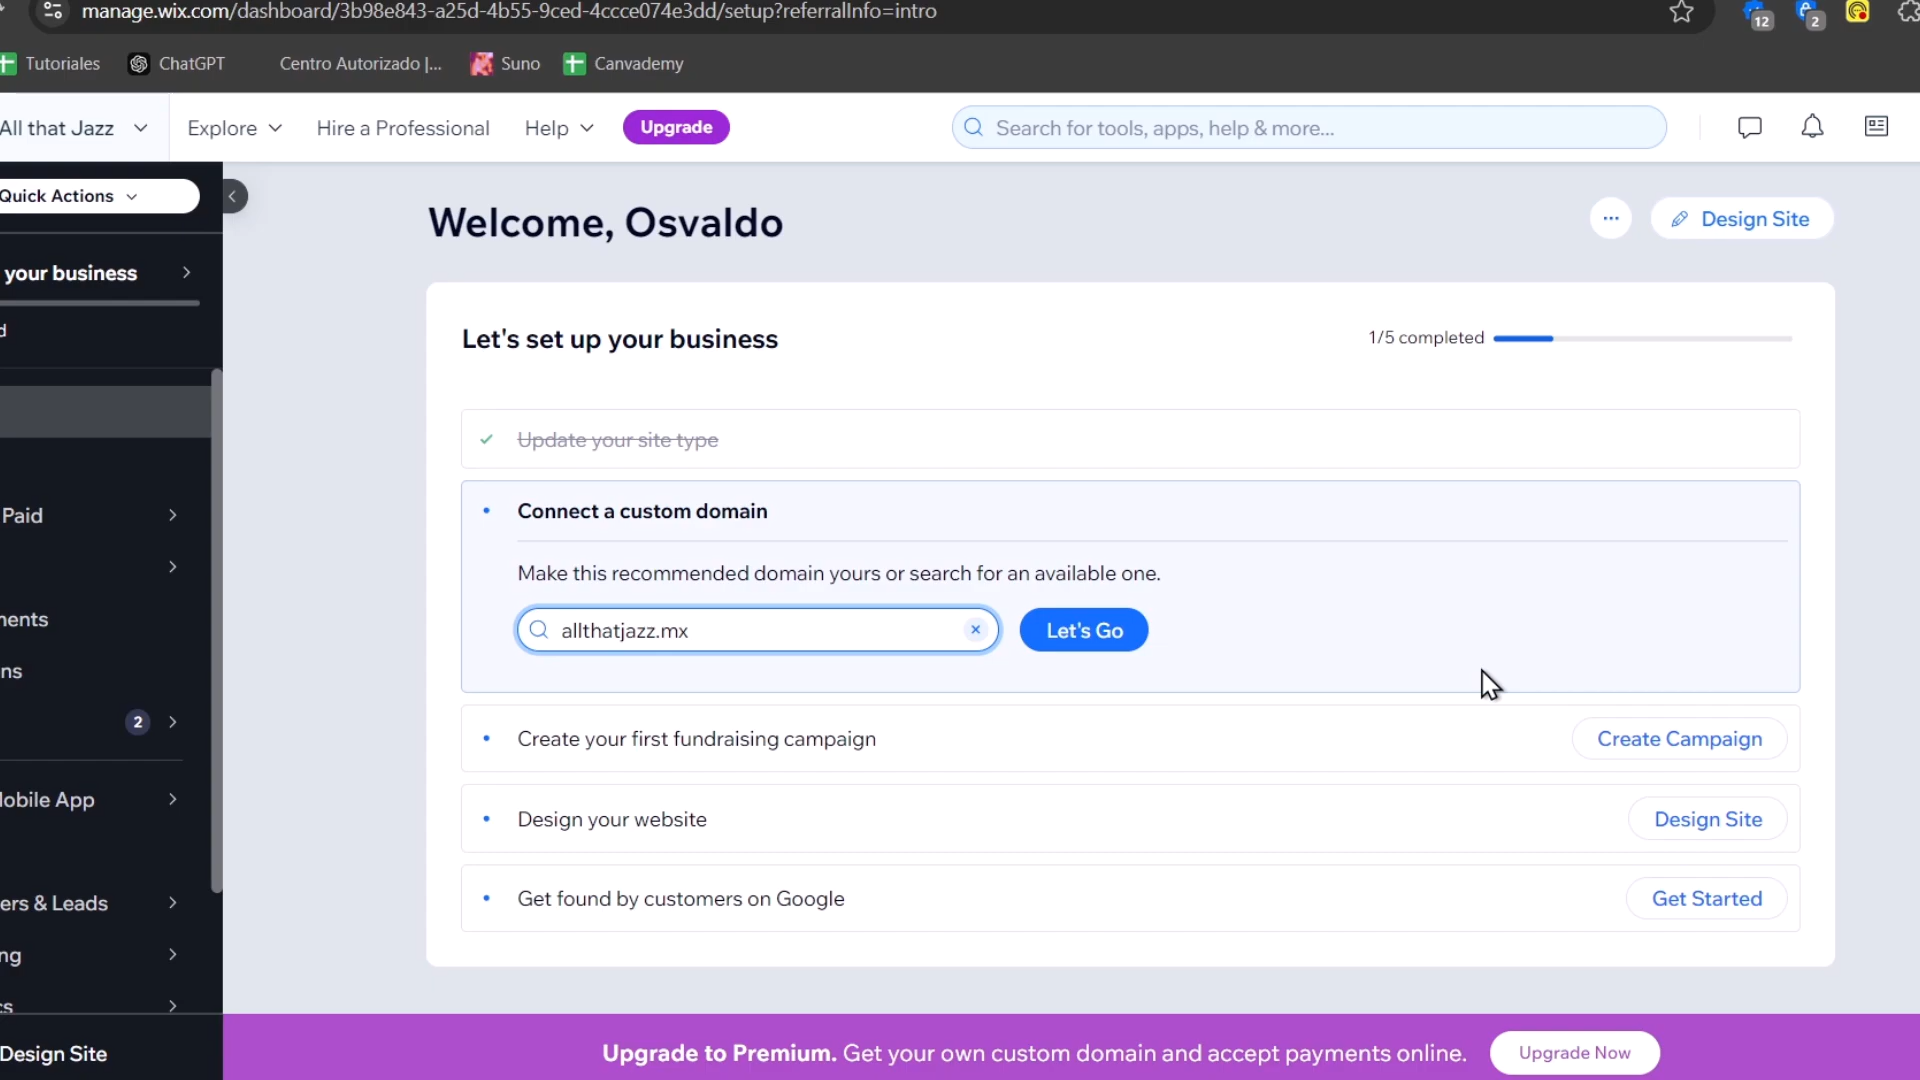 manage.wix.com/dashboard/3b98e843-a25d-4b55-9ced-4ccce074e3dd/setup?referralInfo=intro
12
2
Tutoriales
ChatGPT
Centro Autorizado |...
Suno
Canvademy
All that Jazz
Explore
Hire a Professional
Help
Upgrade
Search for tools, apps, help & more...
Quick Actions
Welcome, Osvaldo
...
Design Site
your business
d
Let's set up your business
1/5 completed
Update your site type
Paid
Connect a custom domain
Make this recommended domain yours or search for an available one.
allthatjazz.mx
Let's Go
nents
ns
2
Create your first fundraising campaign
Create Campaign
Mobile App
Design your website
Design Site
ers & Leads
Get found by customers on Google
Get Started
ng
cs
Design Site
Upgrade to Premium. Get your own custom domain and accept payments online.
Upgrade Now